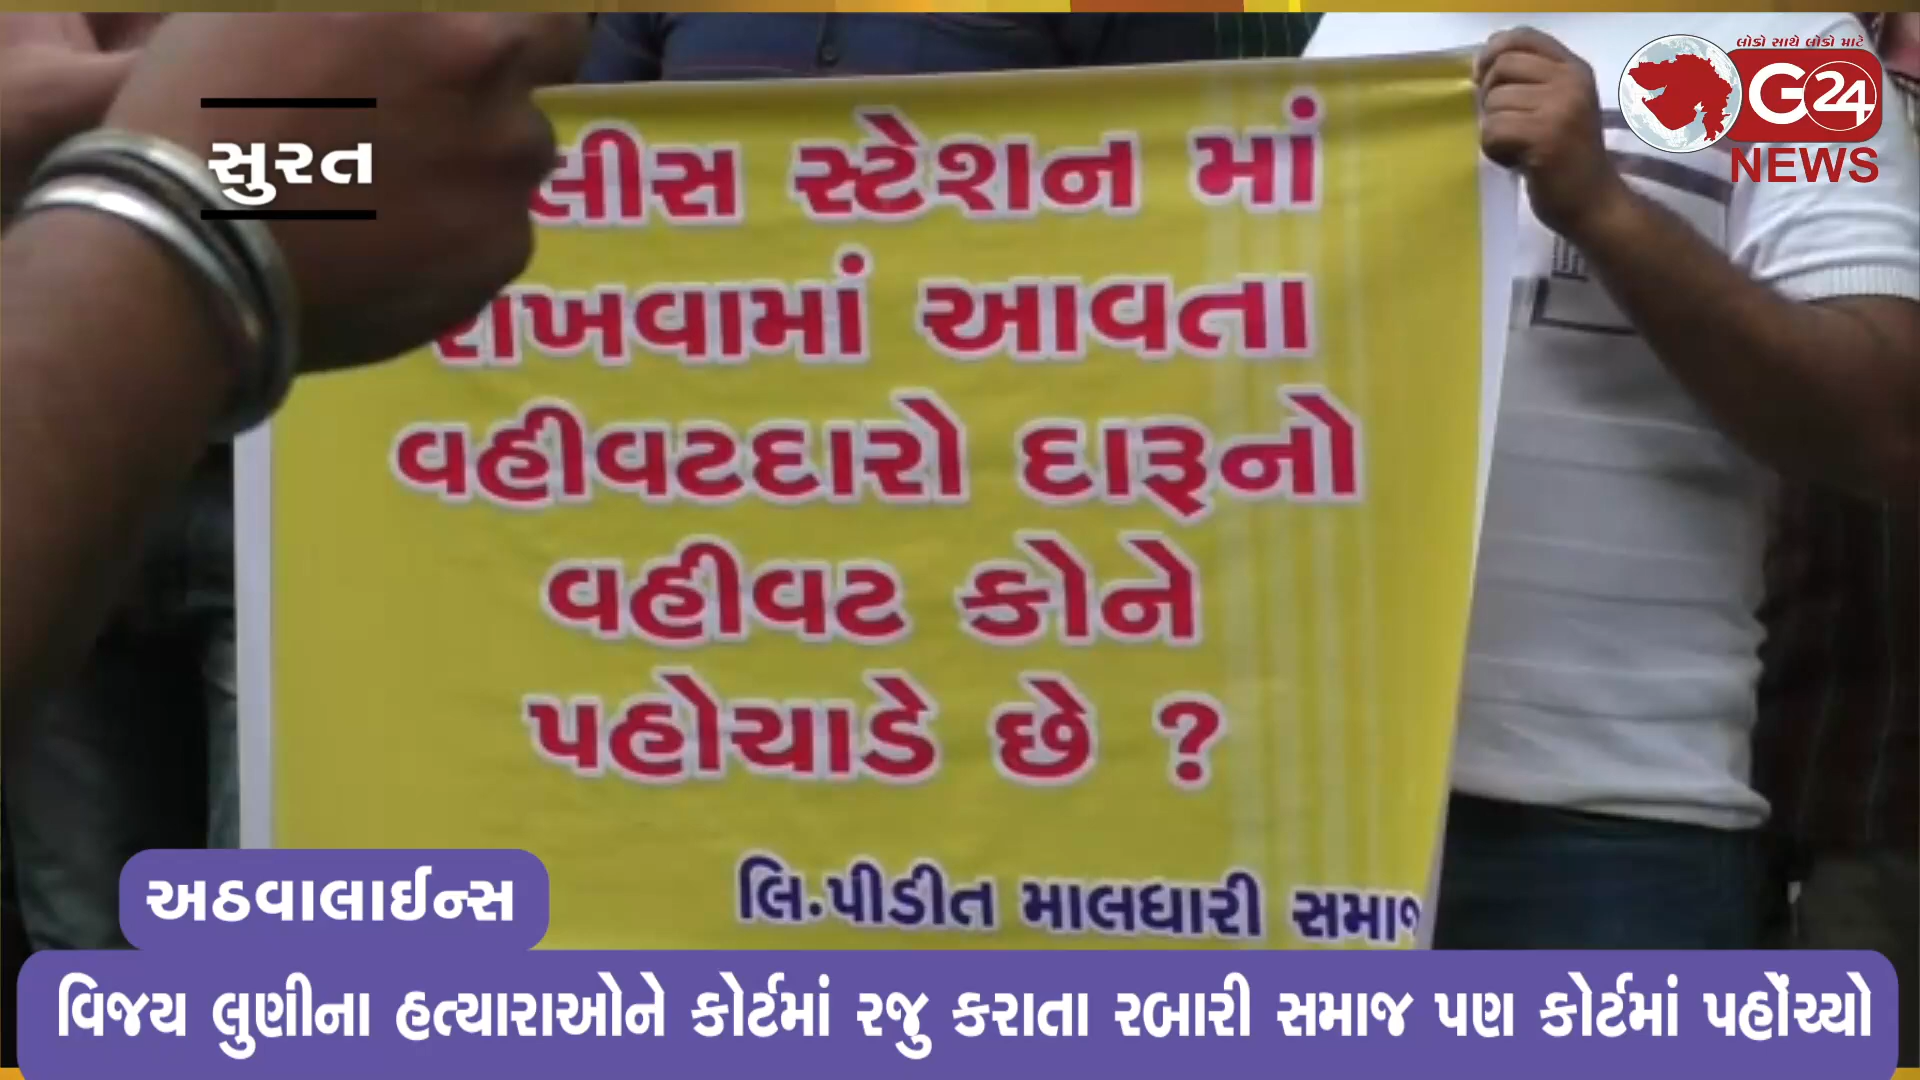 લોકો સાથે લોકો માટે
G24
NEWS
સુરત
સ્ટેશન માં
રાખવામાં આવતા
વહીવટદારો દારૂનો
વહીવટ કોને
પહોચાડે છે ?
લિ.પીડીત માલધારી સમાજ
અઠવાલાઈન્સ
વિજય લુણીના હત્યારાઓને કોર્ટમાં રજુ કરાતા રબારી સમાજ પણ કોર્ટમાં પહોંચ્યો